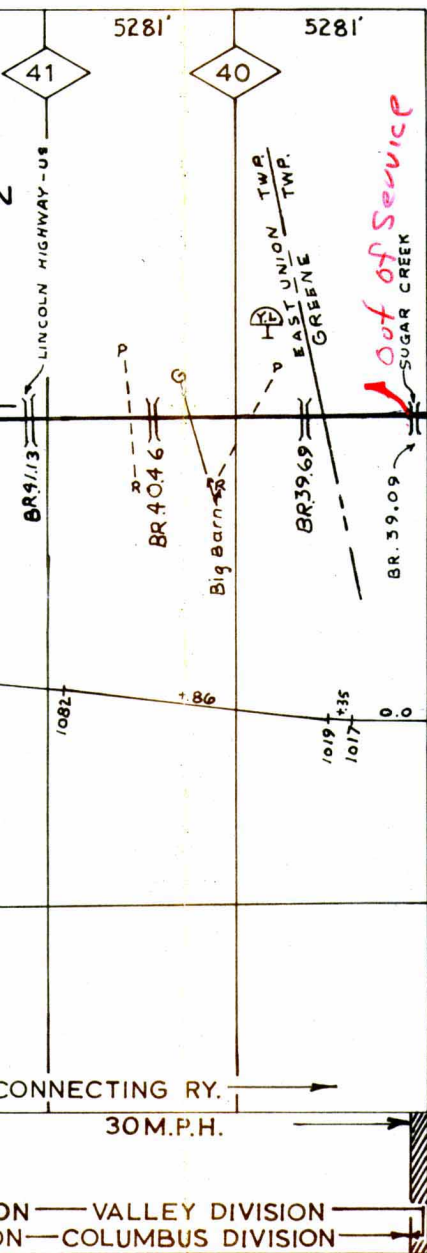 5281'
5281'
41
40
LINCOLN HIGHWAY-US
EAST UNION TWP.
GREENE TWP.
Out of Service
SUGAR CREEK
P
G
P
BR.41.13
R
BR.40.46
Big Barn
R
BR.39.69
BR. 39.09
1082
+.86
1019
+.35
1017
0.0
CONNECTING RY.
30 M.P.H.
ON — VALLEY DIVISION
ON — COLUMBUS DIVISION